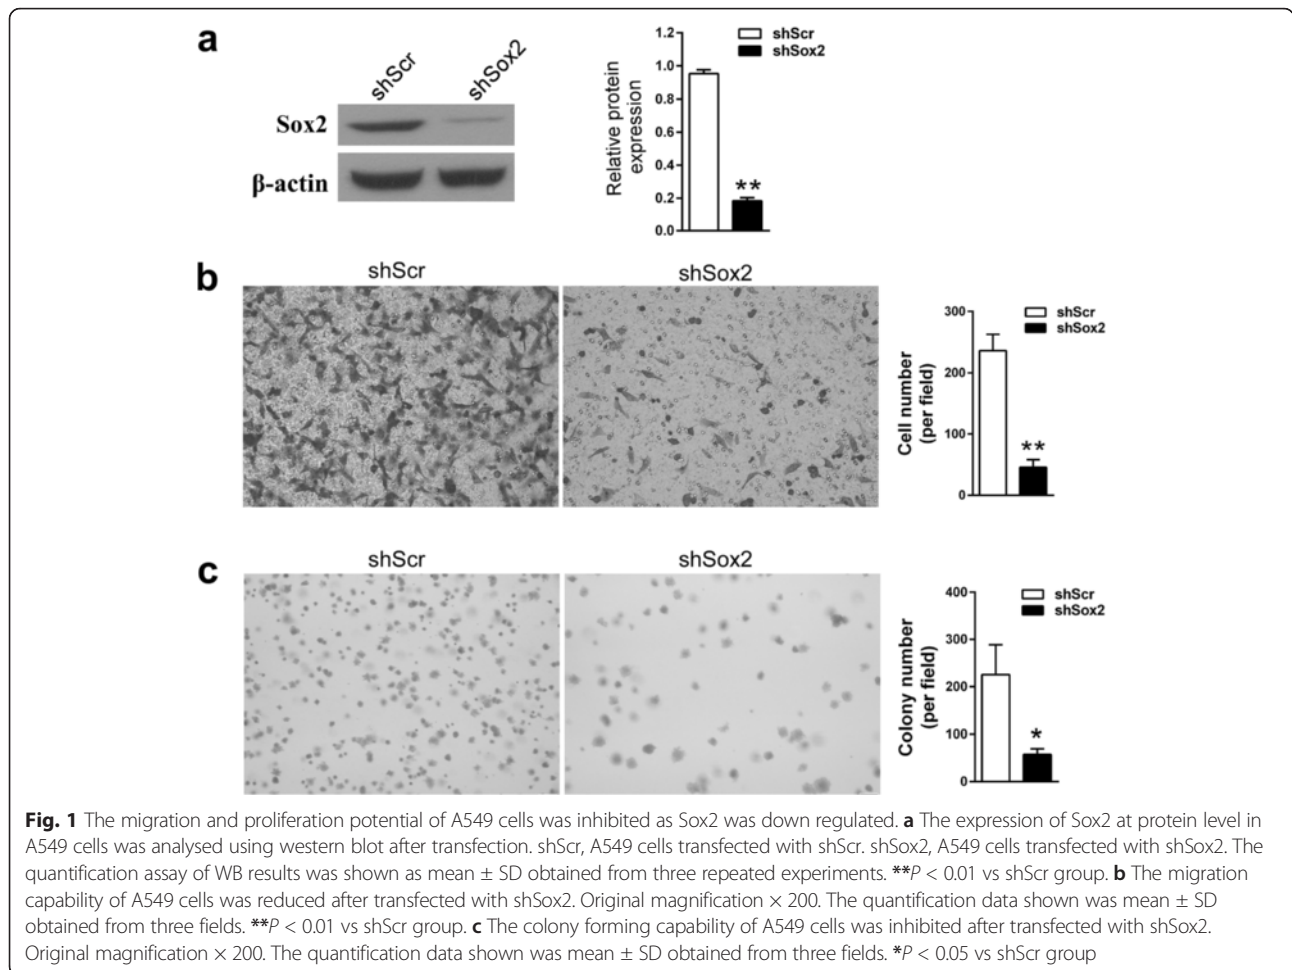 a
shScr
shSox2
Sox2
β-actin
Relative protein
expression
1.2
1.0
0.8
0.6
0.4
0.2
0.0
shScr
shSox2
**
b
shScr
shSox2
Cell number
(per field)
300
200
100
0
shScr
shSox2
**
c
shScr
shSox2
Colony number
(per field)
400
300
200
100
0
shScr
shSox2
*
Fig. 1 The migration and proliferation potential of A549 cells was inhibited as Sox2 was down regulated. a The expression of Sox2 at protein level in
A549 cells was analysed using western blot after transfection. shScr, A549 cells transfected with shScr. shSox2, A549 cells transfected with shSox2. The
quantification assay of WB results was shown as mean ± SD obtained from three repeated experiments. **P < 0.01 vs shScr group. b The migration
capability of A549 cells was reduced after transfected with shSox2. Original magnification × 200. The quantification data shown was mean ± SD
obtained from three fields. **P < 0.01 vs shScr group. c The colony forming capability of A549 cells was inhibited after transfected with shSox2.
Original magnification × 200. The quantification data shown was mean ± SD obtained from three fields. *P < 0.05 vs shScr group